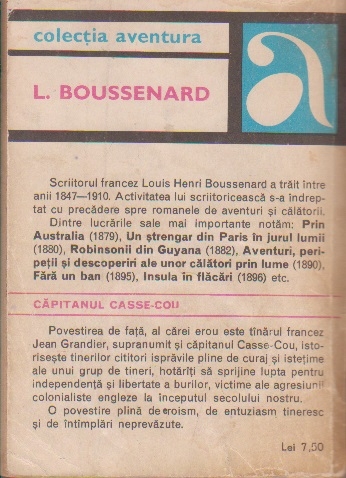 colecția aventura
a
L. BOUSSENARD
Scriitorul francez Louis Henri Boussenard a trăit între
anii 1847—1910. Activitatea lui scriitoricească s-a îndrep-
tat cu precădere spre romanele de aventuri și călătorii.
Dintre lucrările sale mai importante notăm: Prin
Australia (1879), Un ștrengar din Paris în jurul lumii
(1880), Robinsonii din Guyana (1882), Aventuri, peri-
peții și descoperiri ale unor călători prin lume (1890),
Fără un ban (1895), Insula în flăcări (1896) etc.
CĂPITANUL CASSE-COU
Povestirea de față, al cărei erou este tînărul francez
Jean Grandier, supranumit și căpitanul Casse-Cou, isto-
risește tinerilor cititori isprăvile pline de curaj și istețime
ale unui grup de tineri, hotărîți să sprijine lupta pentru
independență și libertate a burilor, victime ale agresiunii
colonialiste engleze la începutul secolului nostru.
O povestire plină de eroism, de entuziasm tineresc
și de întîmplări neprevăzute.
Lei 7,50